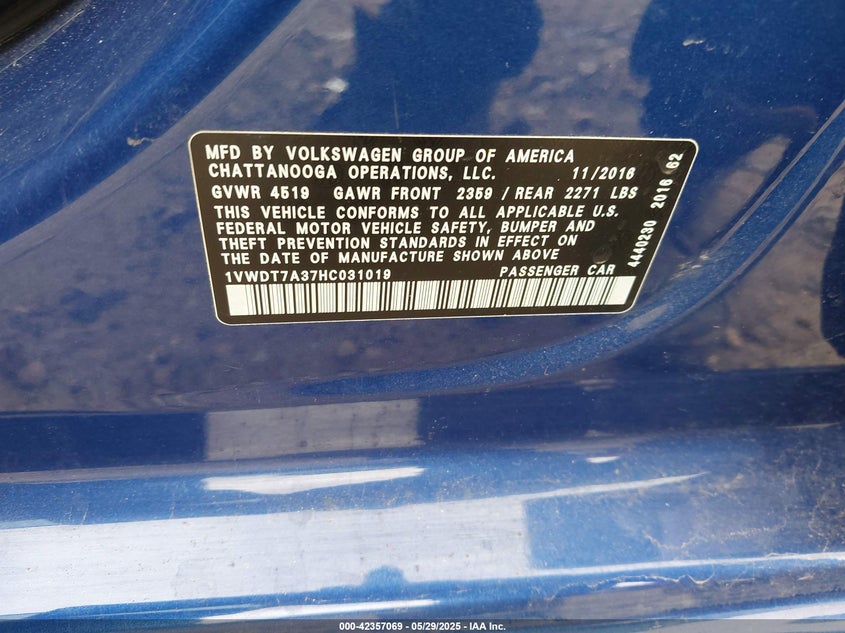 MFD BY VOLKSWAGEN GROUP OF AMERICA
CHATTANOOGA OPERATIONS, LLC. 11/2016
GVWR 4519 GAWR FRONT 2359 / REAR 2271 LBS
THIS VEHICLE CONFORMS TO ALL APPLICABLE U.S.
FEDERAL MOTOR VEHICLE SAFETY, BUMPER AND
THEFT PREVENTION STANDARDS IN EFFECT ON
THE DATE OF MANUFACTURE SHOWN ABOVE
1VWDT7A37HC031019 PASSENGER CAR
4440230 2016 62
000-42357069 - 05/29/2025 - IAA Inc.